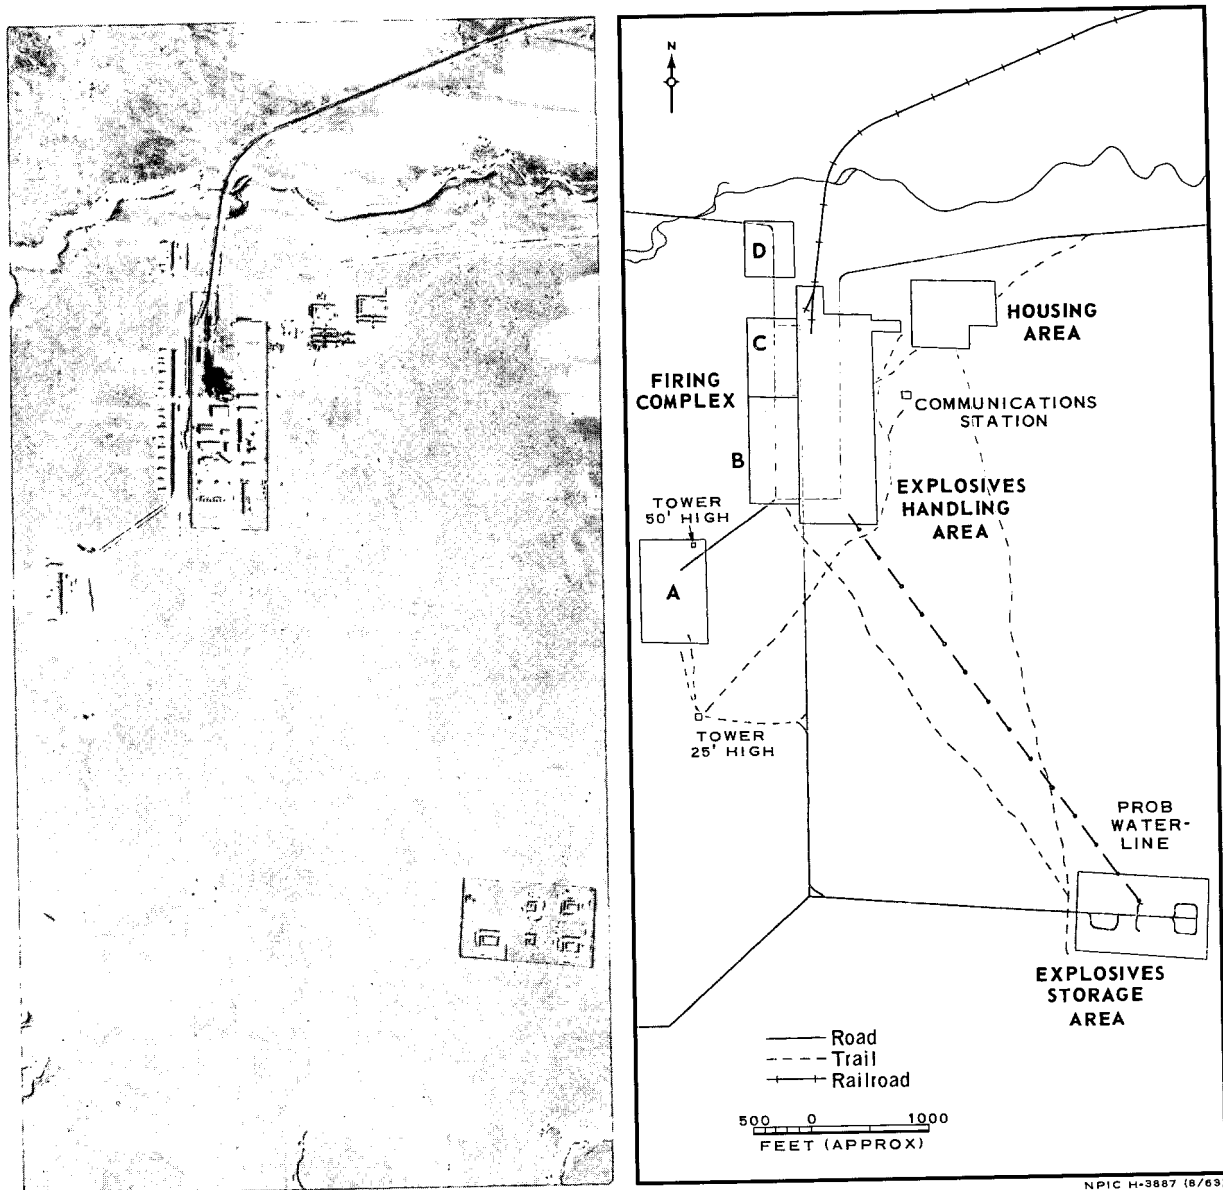 N
D
HOUSING
AREA
C
FIRING
COMPLEX
COMMUNICATIONS
STATION
B
EXPLOSIVES
HANDLING
AREA
TOWER
50' HIGH
A
TOWER
25' HIGH
PROB
WATER-
LINE
EXPLOSIVES
STORAGE
AREA
Road
Trail
Railroad
500 0 1000
FEET (APPROX)
NPIC H-3887 (8/63)